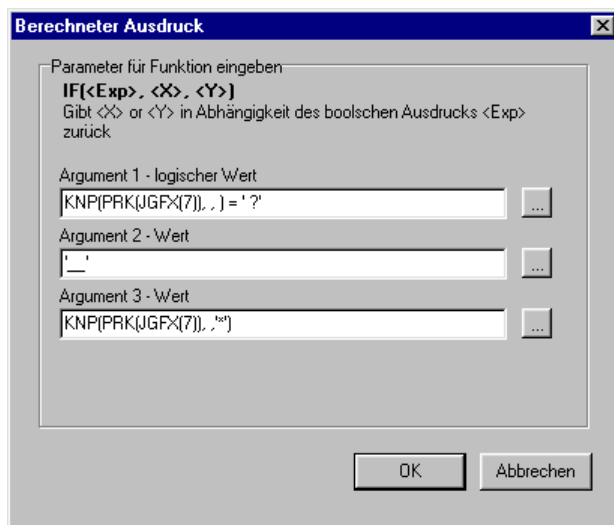 Berechneter Ausdruck
Parameter für Funktion eingeben
IF(<Exp>, <X>, <Y>)
Gibt <X> or <Y> in Abhängigkeit des boolschen Ausdrucks <Exp>
zurück
Argument 1 - logischer Wert
KNP(PRK(JGFX(7)), , ) = ' ?'
...
Argument 2 - Wert
'__'
...
Argument 3 - Wert
KNP(PRK(JGFX(7)), ,'*')
...
OK Abbrechen